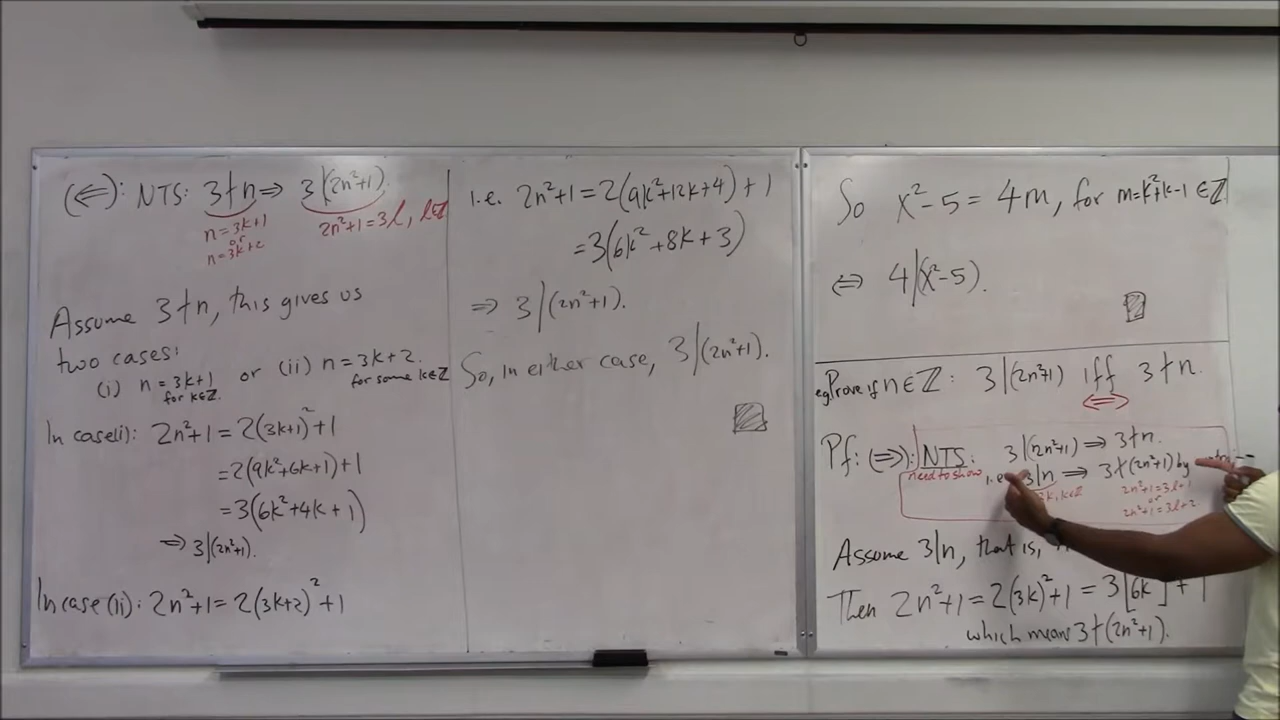 (⇐): NTS: 3∤n ⇒ 3|(2n²+1).
n=3k+1
or
n=3k+2
2n²+1=3l, l∈ℤ
Assume 3∤n, this gives us
two cases:
(i) n=3k+1 or (ii) n=3k+2.
for k∈ℤ. for some k∈ℤ
In case(i): 2n²+1=2(3k+1)²+1
=2(9k²+6k+1)+1
=3(6k²+4k+1)
⇒ 3|(2n²+1).
In case (ii): 2n²+1=2(3k+2)²+1
i.e. 2n²+1=2(9k²+12k+4)+1
=3(6k²+8k+3)
⇒ 3|(2n²+1).
So, in either case, 3|(2n²+1).
So x²-5=4m, for m=k²+k-1∈ℤ
⇔ 4|(x²-5).
eg Prove if n∈ℤ: 3|(2n²+1) iff 3∤n.
⇔
Pf: (⇒): NTS: 3|(2n²+1) ⇒ 3∤n.
need to show i.e. 3|n ⇒ 3∤(2n²+1) by
k, k∈ℤ
2n²+1=3l+1
or
2n²+1=3l+2
Assume 3|n, that is,
Then 2n²+1=2(3k)²+1=3[6k ]+1
which means 3∤(2n²+1).